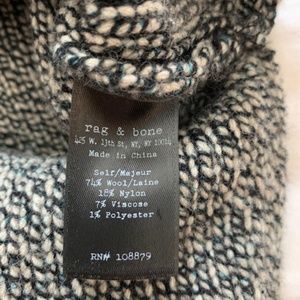 rag & bone
425 W. 13th St, NY, NY 10014
Made in China
Self/Majeur
74% Wool/Laine
18% Nylon
7% Viscose
1% Polyester
RN# 108879